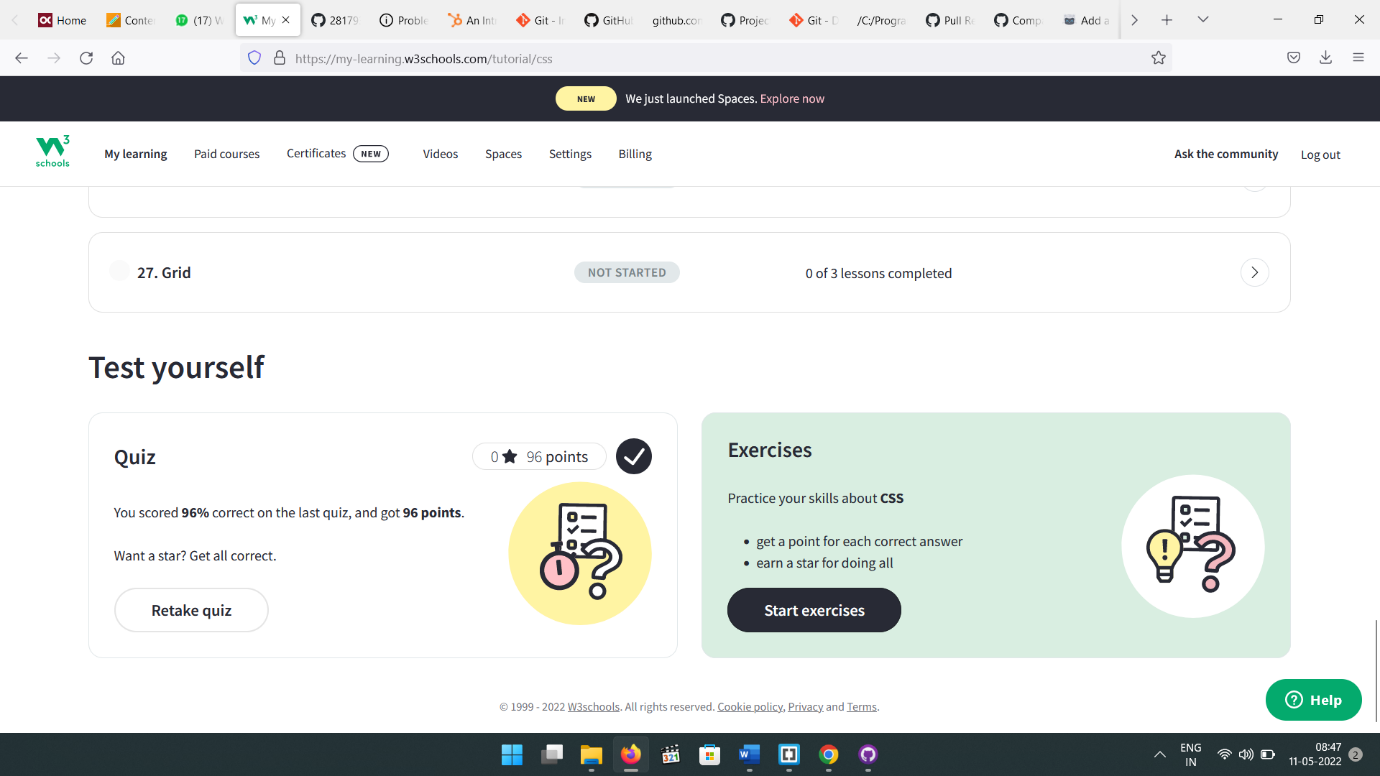 Home
Conte
(17) W
My
28179
Proble
An Int
Git - I
GitHu
github.co
Projec
Git - D
/C:/Progra
Pull Re
Comp
Add a
https://my-learning.w3schools.com/tutorial/css
NEW We just launched Spaces. Explore now
W3 schools
My learning Paid courses Certificates NEW Videos Spaces Settings Billing Ask the community Log out
27. Grid NOT STARTED 0 of 3 lessons completed
Test yourself
Quiz 0 ★ 96 points
You scored 96% correct on the last quiz, and got 96 points.
Want a star? Get all correct.
Retake quiz
Exercises
Practice your skills about CSS
• get a point for each correct answer
• earn a star for doing all
Start exercises
© 1999 - 2022 W3schools. All rights reserved. Cookie policy, Privacy and Terms.
Help
321
ENG
IN
08:47
11-05-2022
2